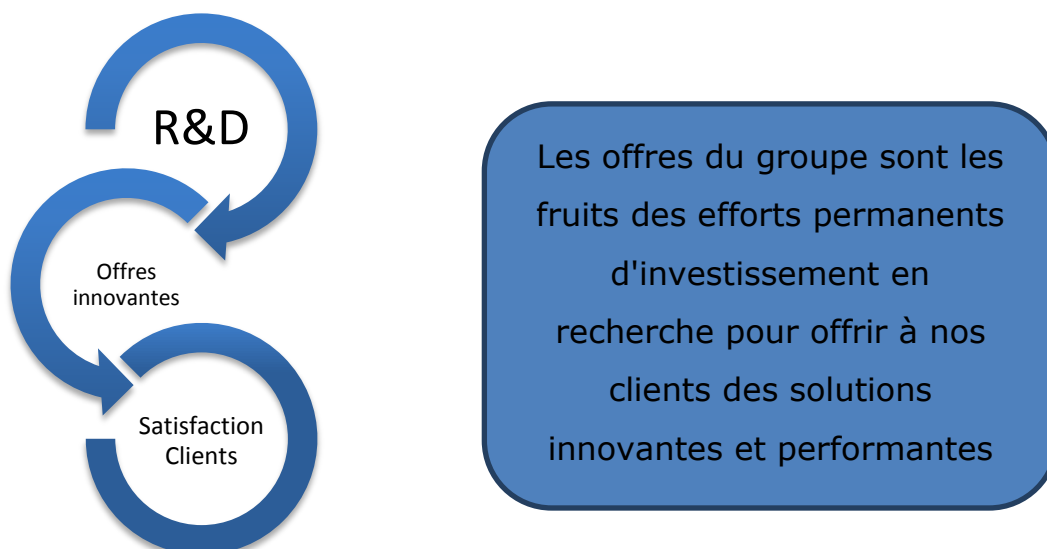 R&D
Offres
innovantes
Satisfaction
Clients
Les offres du groupe sont les
fruits des efforts permanents
d'investissement en
recherche pour offrir à nos
clients des solutions
innovantes et performantes